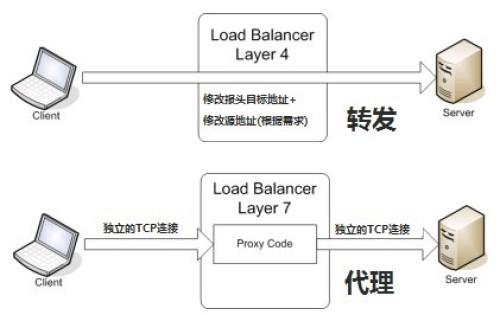 Load Balancer
Layer 4
修改报头目标地址+
修改源地址(根据需求)
转发
Client
Server
Load Balancer
Layer 7
独立的TCP连接
Proxy Code
独立的TCP连接
代理
Client
Server